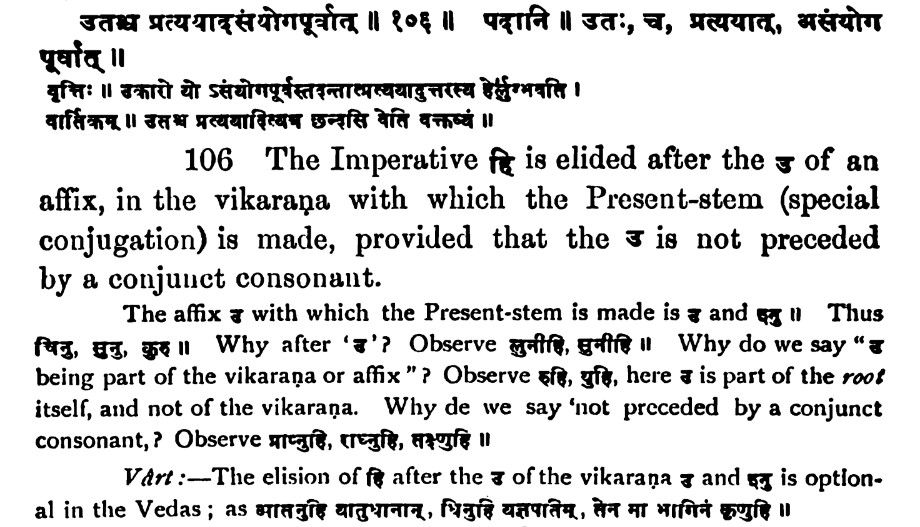 उतश्च प्रत्ययादसंयोगपूर्वात् ॥ १०६ ॥ पदानि ॥ उतः, च, प्रत्ययात्, असंयोग
पूर्वात् ॥
वृत्तिः ॥ उकारो यो ऽसंयोगपूर्वस्तदन्तात्प्रत्ययादुत्तरस्य हेर्लुग्भवति ।
वार्तिकम् ॥ उतश्च प्रत्ययादित्यत्र छन्दसि वेति वक्तव्यं ॥
106 The Imperative हि is elided after the उ of an
affix, in the vikaraṇa with which the Present-stem (special
conjugation) is made, provided that the उ is not preceded
by a conjunct consonant.
The affix उ with which the Present-stem is made is उ and श्नु ॥ Thus
चिनु, सुनु, कुरु ॥ Why after ‘उ’? Observe लुनीहि, पुनीहि ॥ Why do we say “उ
being part of the vikaraṇa or affix”? Observe रुहि, युहि, here उ is part of the root
itself, and not of the vikaraṇa. Why de we say ‘not preceded by a conjunct
consonant,? Observe प्राप्नुहि, राध्नुहि, तक्ष्णुहि ॥
Vârt:—The elision of हि after the उ of the vikaraṇa उ and श्नु is option-
al in the Vedas; as आतनुहि यातुधानान्, धिनुहि यज्ञपतिम्, तेन मा भागिनं कृणुहि ॥